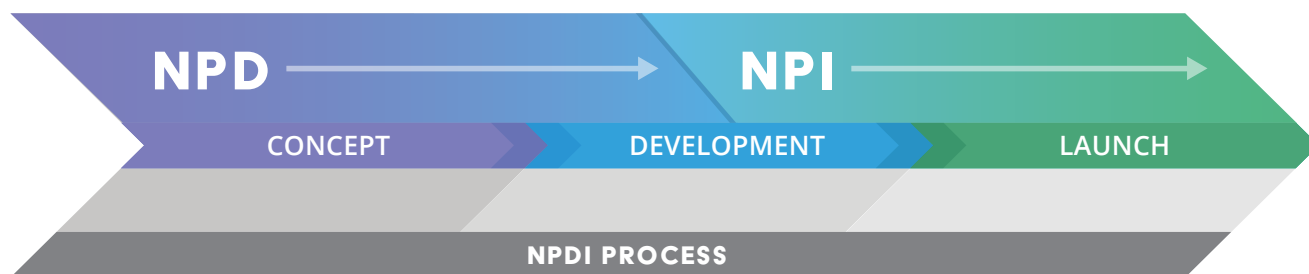 NPD NPI
CONCEPT DEVELOPMENT LAUNCH
NPDI PROCESS